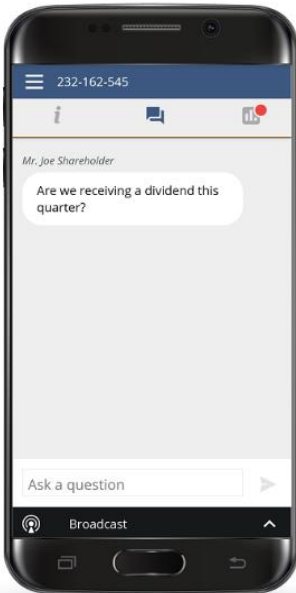 232-162-545
i
Mr. Joe Shareholder
Are we receiving a dividend this
quarter?
Ask a question
Broadcast